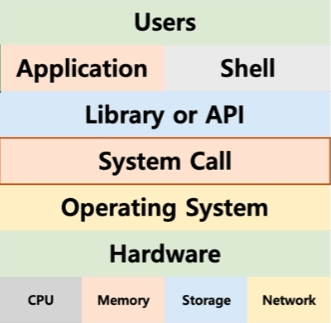 Users
Application Shell
Library or API
System Call
Operating System
Hardware
CPU Memory Storage Network